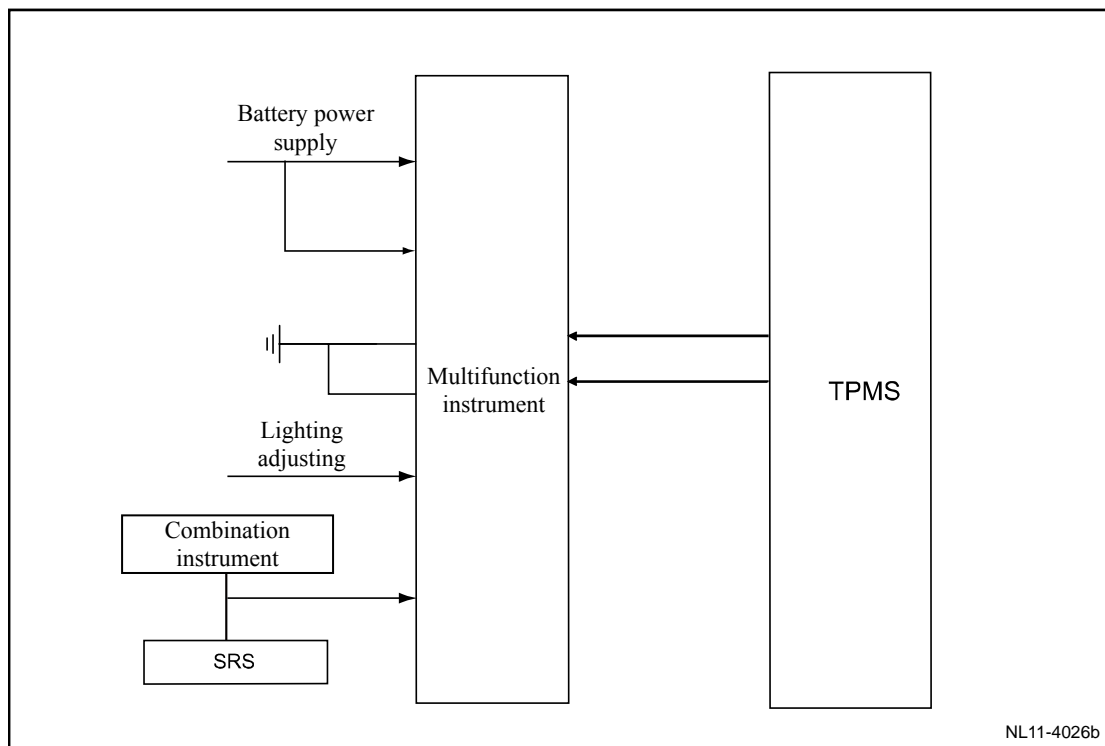 Battery power
supply
Multifunction
instrument
TPMS
Lighting
adjusting
Combination
instrument
SRS
NL11-4026b